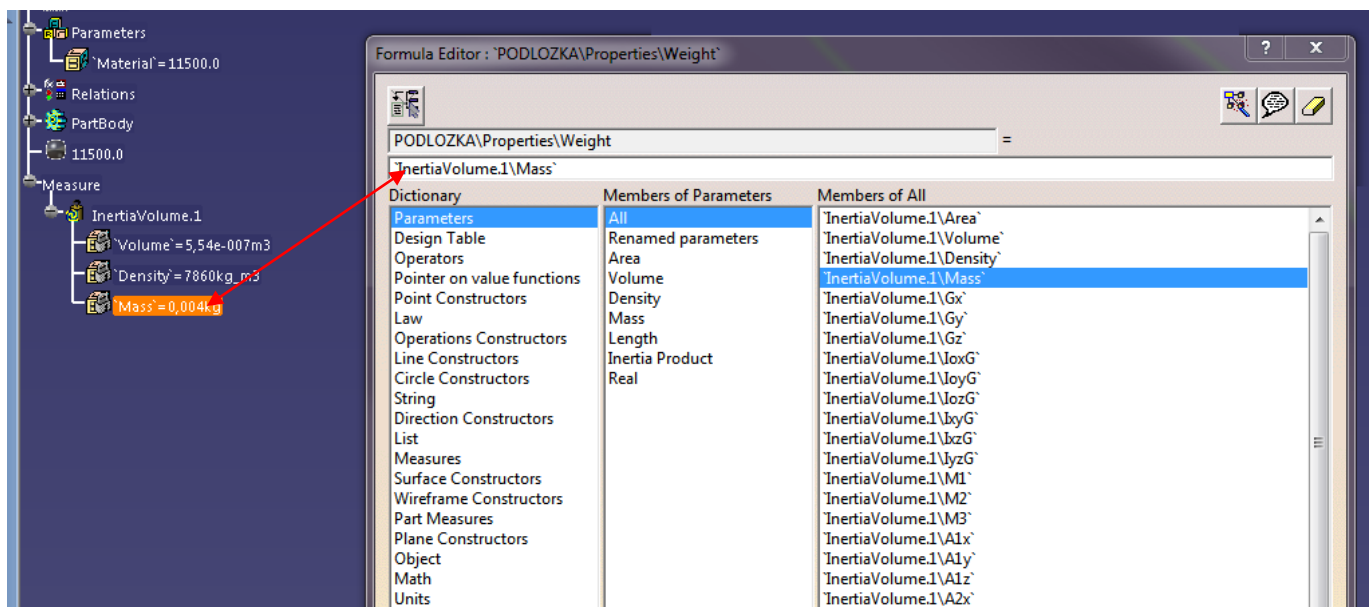 Parameters
`Material`=11500.0
Relations
PartBody
11500.0
Measure
InertiaVolume.1
`Volume`=5,54e-007m3
`Density`=7860kg_m3
`Mass`=0,004kg
Formula Editor : `PODLOZKA\Properties\Weight`
? X
PODLOZKA\Properties\Weight =
`InertiaVolume.1\Mass`
Dictionary
Parameters
Design Table
Operators
Pointer on value functions
Point Constructors
Law
Operations Constructors
Line Constructors
Circle Constructors
String
Direction Constructors
List
Measures
Surface Constructors
Wireframe Constructors
Part Measures
Plane Constructors
Object
Math
Units
Members of Parameters
All
Renamed parameters
Area
Volume
Density
Mass
Length
Inertia Product
Real
Members of All
`InertiaVolume.1\Area`
`InertiaVolume.1\Volume`
`InertiaVolume.1\Density`
`InertiaVolume.1\Mass`
`InertiaVolume.1\Gx`
`InertiaVolume.1\Gy`
`InertiaVolume.1\Gz`
`InertiaVolume.1\IoxG`
`InertiaVolume.1\IoyG`
`InertiaVolume.1\IozG`
`InertiaVolume.1\IxyG`
`InertiaVolume.1\IxzG`
`InertiaVolume.1\IyzG`
`InertiaVolume.1\M1`
`InertiaVolume.1\M2`
`InertiaVolume.1\M3`
`InertiaVolume.1\A1x`
`InertiaVolume.1\A1y`
`InertiaVolume.1\A1z`
`InertiaVolume.1\A2x`